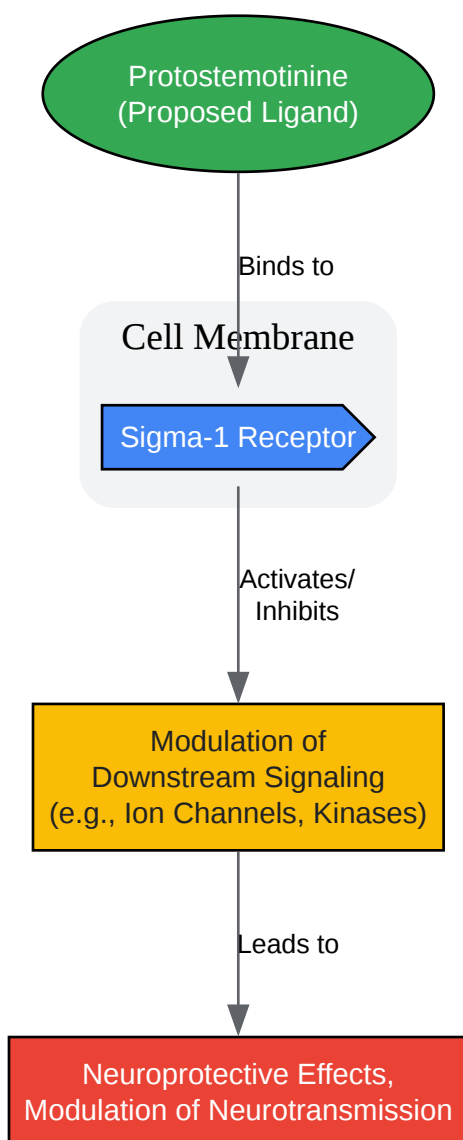 Protostemotinine
(Proposed Ligand)
Binds to
Cell Membrane
Sigma-1 Receptor
Activates/
Inhibits
Modulation of
Downstream Signaling
(e.g., Ion Channels, Kinases)
Leads to
Neuroprotective Effects,
Modulation of Neurotransmission